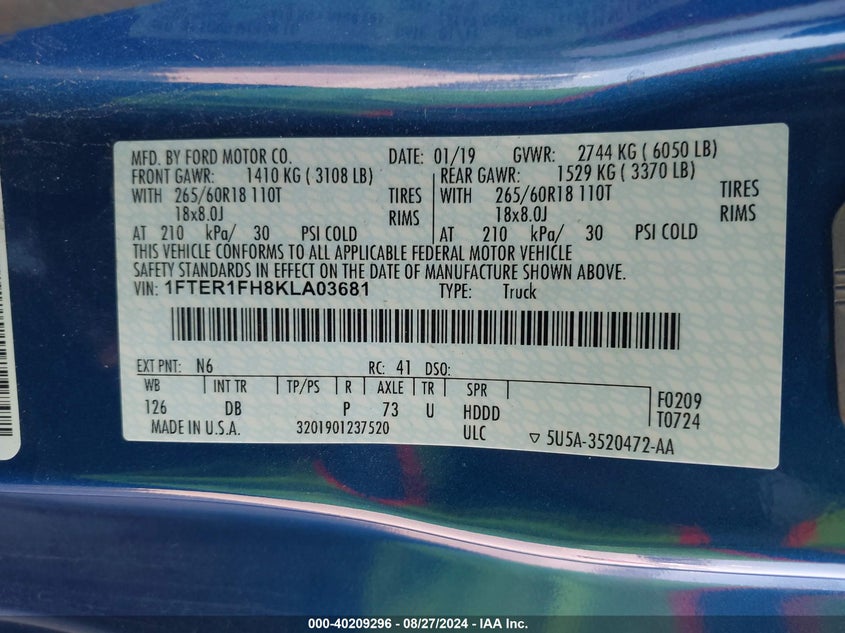 MFD. BY FORD MOTOR CO. DATE: 01/19 GVWR: 2744 KG ( 6050 LB)
FRONT GAWR: 1410 KG ( 3108 LB) REAR GAWR: 1529 KG ( 3370 LB)
WITH 265/60R18 110T TIRES WITH 265/60R18 110T TIRES
18x8.0J RIMS 18x8.0J RIMS
AT 210 kPa/ 30 PSI COLD AT 210 kPa/ 30 PSI COLD
THIS VEHICLE CONFORMS TO ALL APPLICABLE FEDERAL MOTOR VEHICLE
SAFETY STANDARDS IN EFFECT ON THE DATE OF MANUFACTURE SHOWN ABOVE.
VIN: 1FTER1FH8KLA03681 TYPE: Truck
EXT PNT: N6 RC: 41 DSO:
WB INT TR TP/PS R AXLE TR SPR F0209
126 DB P 73 U HDDD T0724
MADE IN U.S.A. 3201901237520 ULC ▽ 5U5A-3520472-AA
000-40209296 - 08/27/2024 - IAA Inc.